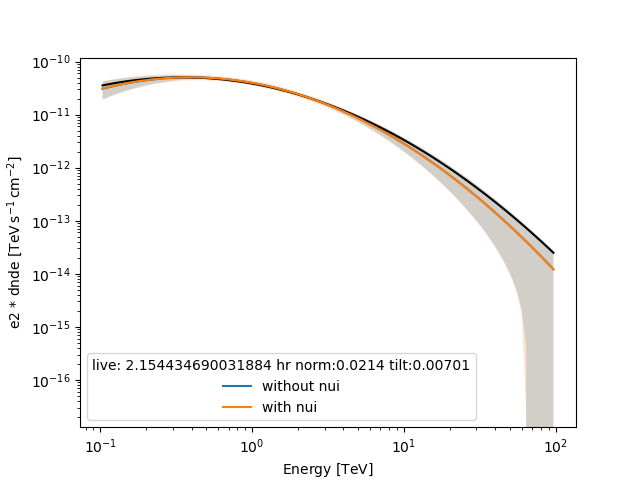 10⁻¹⁰
10⁻¹¹
10⁻¹²
10⁻¹³
10⁻¹⁴
10⁻¹⁵
10⁻¹⁶
e2 * dnde [TeV s⁻¹ cm⁻²]
live: 2.154434690031884 hr norm:0.0214 tilt:0.00701
without nui
with nui
10⁻¹ 10⁰ 10¹ 10²
Energy [TeV]